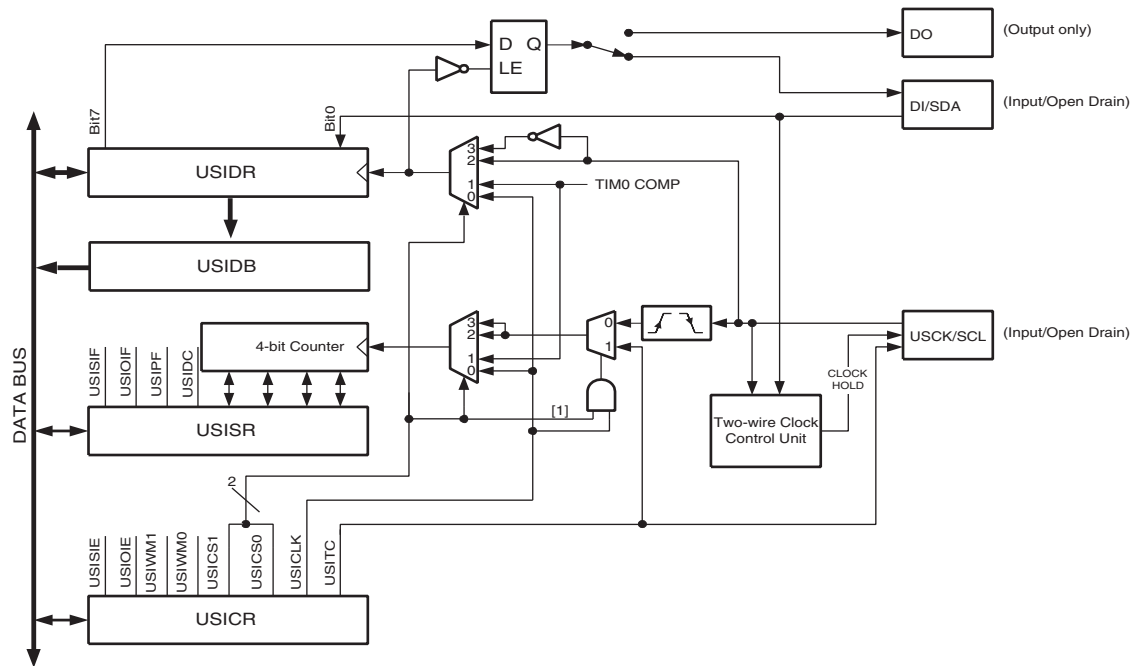 D Q
LE
DO
(Output only)
DI/SDA
(Input/Open Drain)
Bit7
Bit0
USIDR
3
2
1
0
TIM0 COMP
USIDB
DATA BUS
4-bit Counter
3
2
1
0
0
1
USCK/SCL
(Input/Open Drain)
CLOCK
HOLD
USISIF
USIOIF
USIPF
USIDC
[1]
USISR
Two-wire Clock
Control Unit
2
USISIE
USIOIE
USIWM1
USIWM0
USICS1
USICS0
USICLK
USITC
USICR